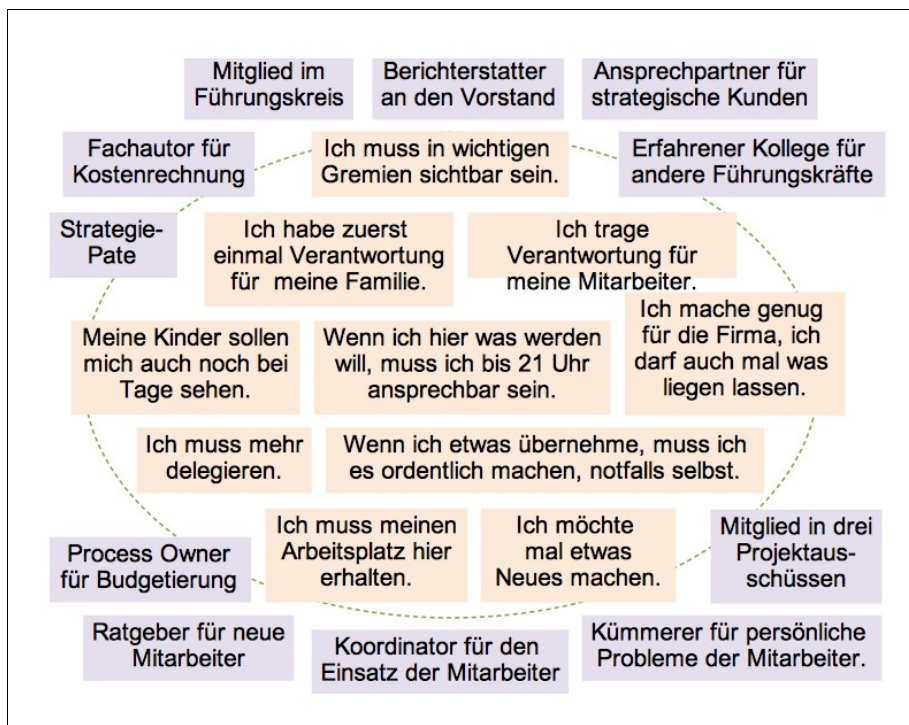 Mitglied im
Führungskreis
Berichterstatter
an den Vorstand
Ansprechpartner für
strategische Kunden
Fachautor für
Kostenrechnung
Ich muss in wichtigen
Gremien sichtbar sein.
Erfahrener Kollege für
andere Führungskräfte
Strategie-
Pate
Ich habe zuerst
einmal Verantwortung
für meine Familie.
Ich trage
Verantwortung für
meine Mitarbeiter.
Meine Kinder sollen
mich auch noch bei
Tage sehen.
Wenn ich hier was werden
will, muss ich bis 21 Uhr
ansprechbar sein.
Ich mache genug
für die Firma, ich
darf auch mal was
liegen lassen.
Ich muss mehr
delegieren.
Wenn ich etwas übernehme, muss ich
es ordentlich machen, notfalls selbst.
Process Owner
für Budgetierung
Ich muss meinen
Arbeitsplatz hier
erhalten.
Ich möchte
mal etwas
Neues machen.
Mitglied in drei
Projektaus-
schüssen
Ratgeber für neue
Mitarbeiter
Koordinator für den
Einsatz der Mitarbeiter
Kümmerer für persönliche
Probleme der Mitarbeiter.